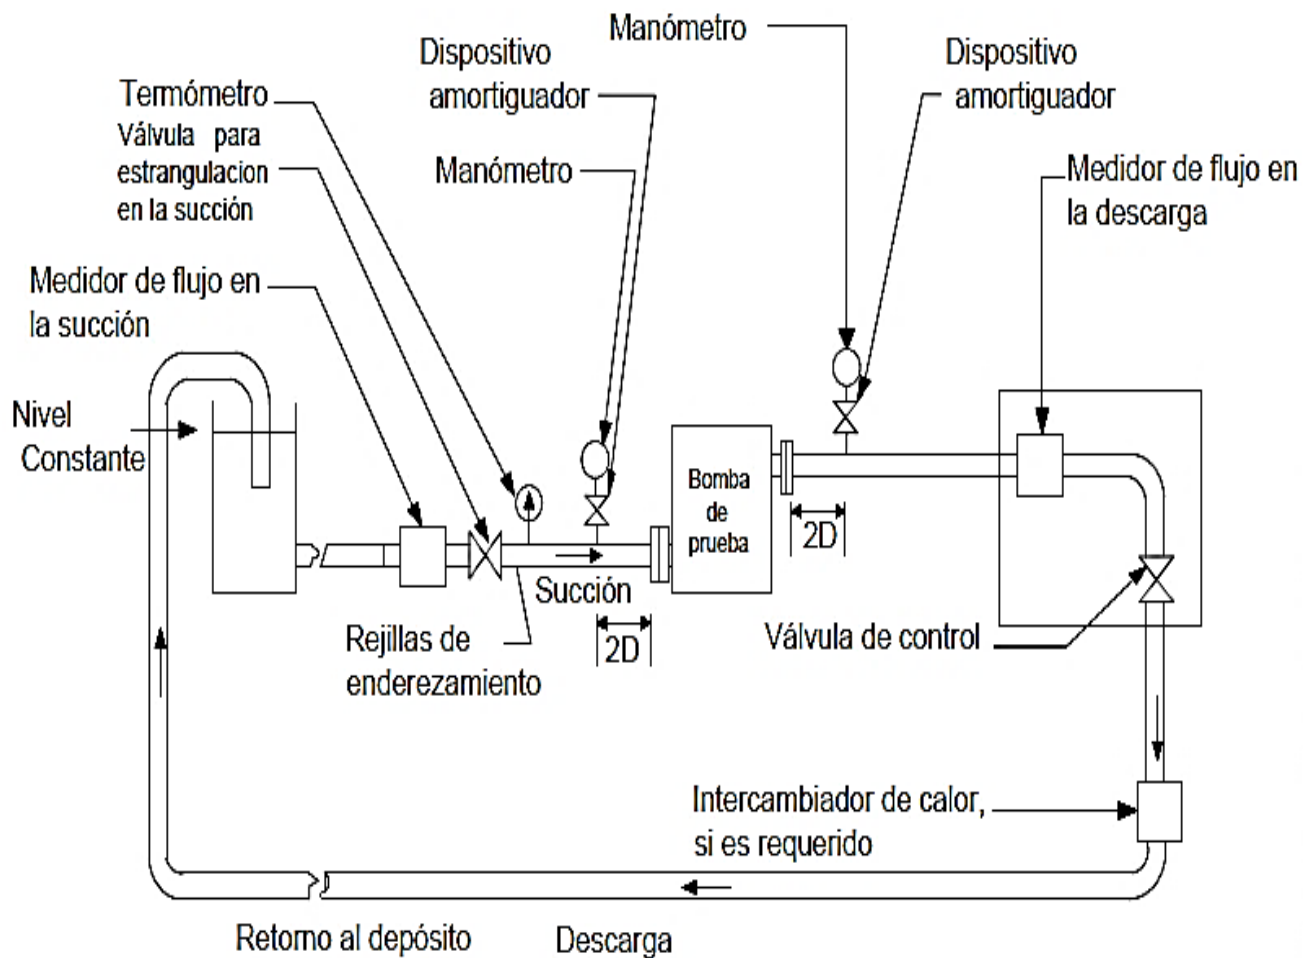 Manómetro
Dispositivo
amortiguador
Dispositivo
amortiguador
Termómetro
Válvula para
estrangulacion
en la succión
Manómetro
Medidor de flujo en
la descarga
Medidor de flujo en
la succión
Nivel
Constante
Bomba
de
prueba
2D
Succión
2D
Rejillas de
enderezamiento
Válvula de control
Intercambiador de calor,
si es requerido
Retorno al depósito
Descarga